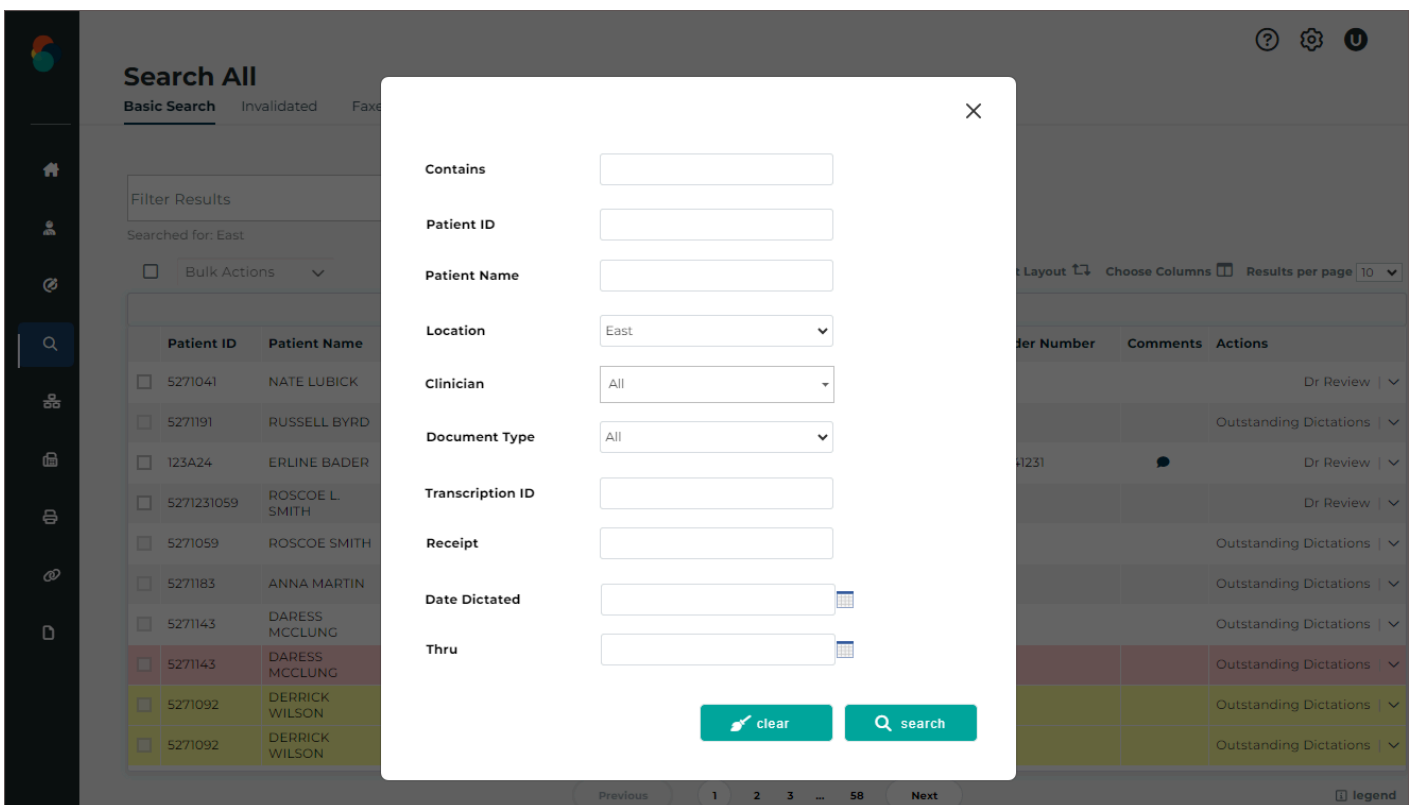 U
Search All
Basic Search Invalidated Faxe
Filter Results
Searched for: East
Bulk Actions
t Layout Choose Columns Results per page 10
Patient ID Patient Name der Number Comments Actions
5271041 NATE LUBICK Dr Review |
5271191 RUSSELL BYRD Outstanding Dictations |
123A24 ERLINE BADER 41231 Dr Review |
5271231059 ROSCOE L. SMITH Dr Review |
5271059 ROSCOE SMITH Outstanding Dictations |
5271183 ANNA MARTIN Outstanding Dictations |
5271143 DARESS MCCLUNG Outstanding Dictations |
5271143 DARESS MCCLUNG Outstanding Dictations |
5271092 DERRICK WILSON Outstanding Dictations |
5271092 DERRICK WILSON Outstanding Dictations |
Previous 1 2 3 ... 58 Next
legend
Contains
Patient ID
Patient Name
Location East
Clinician All
Document Type All
Transcription ID
Receipt
Date Dictated
Thru
clear search